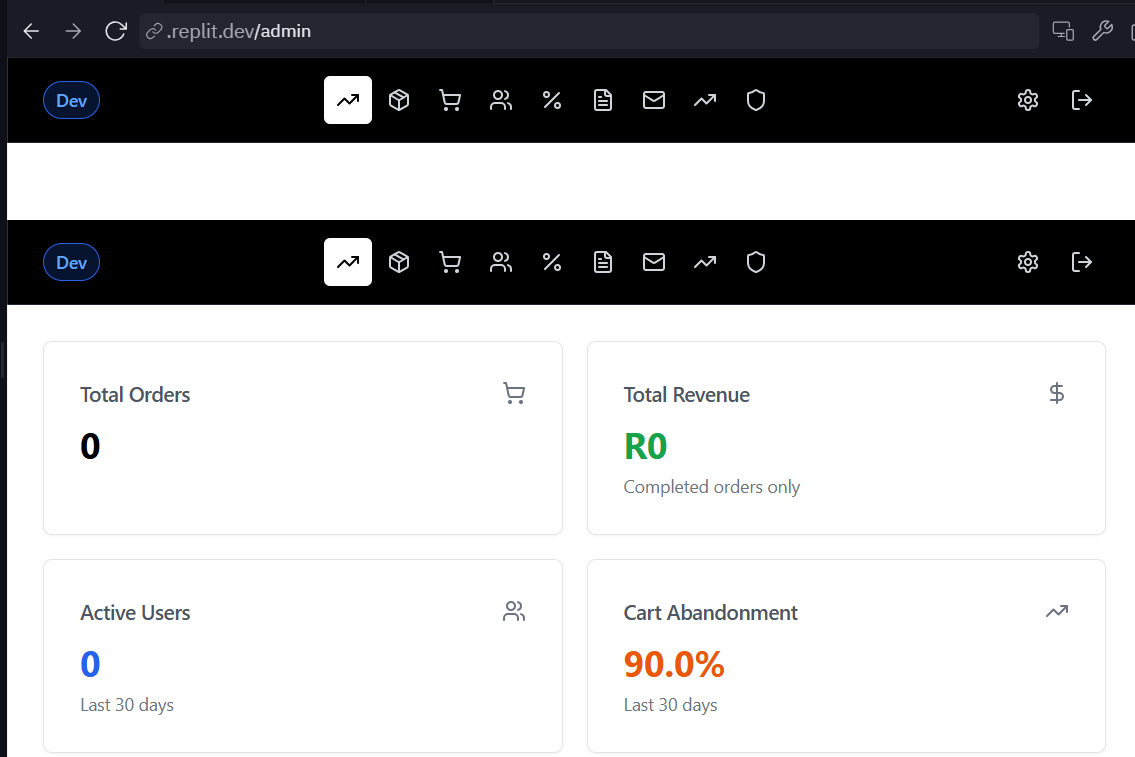 .replit.dev/admin
Dev
Dev
Total Orders
0
Total Revenue
R0
Completed orders only
Active Users
0
Last 30 days
Cart Abandonment
90.0%
Last 30 days